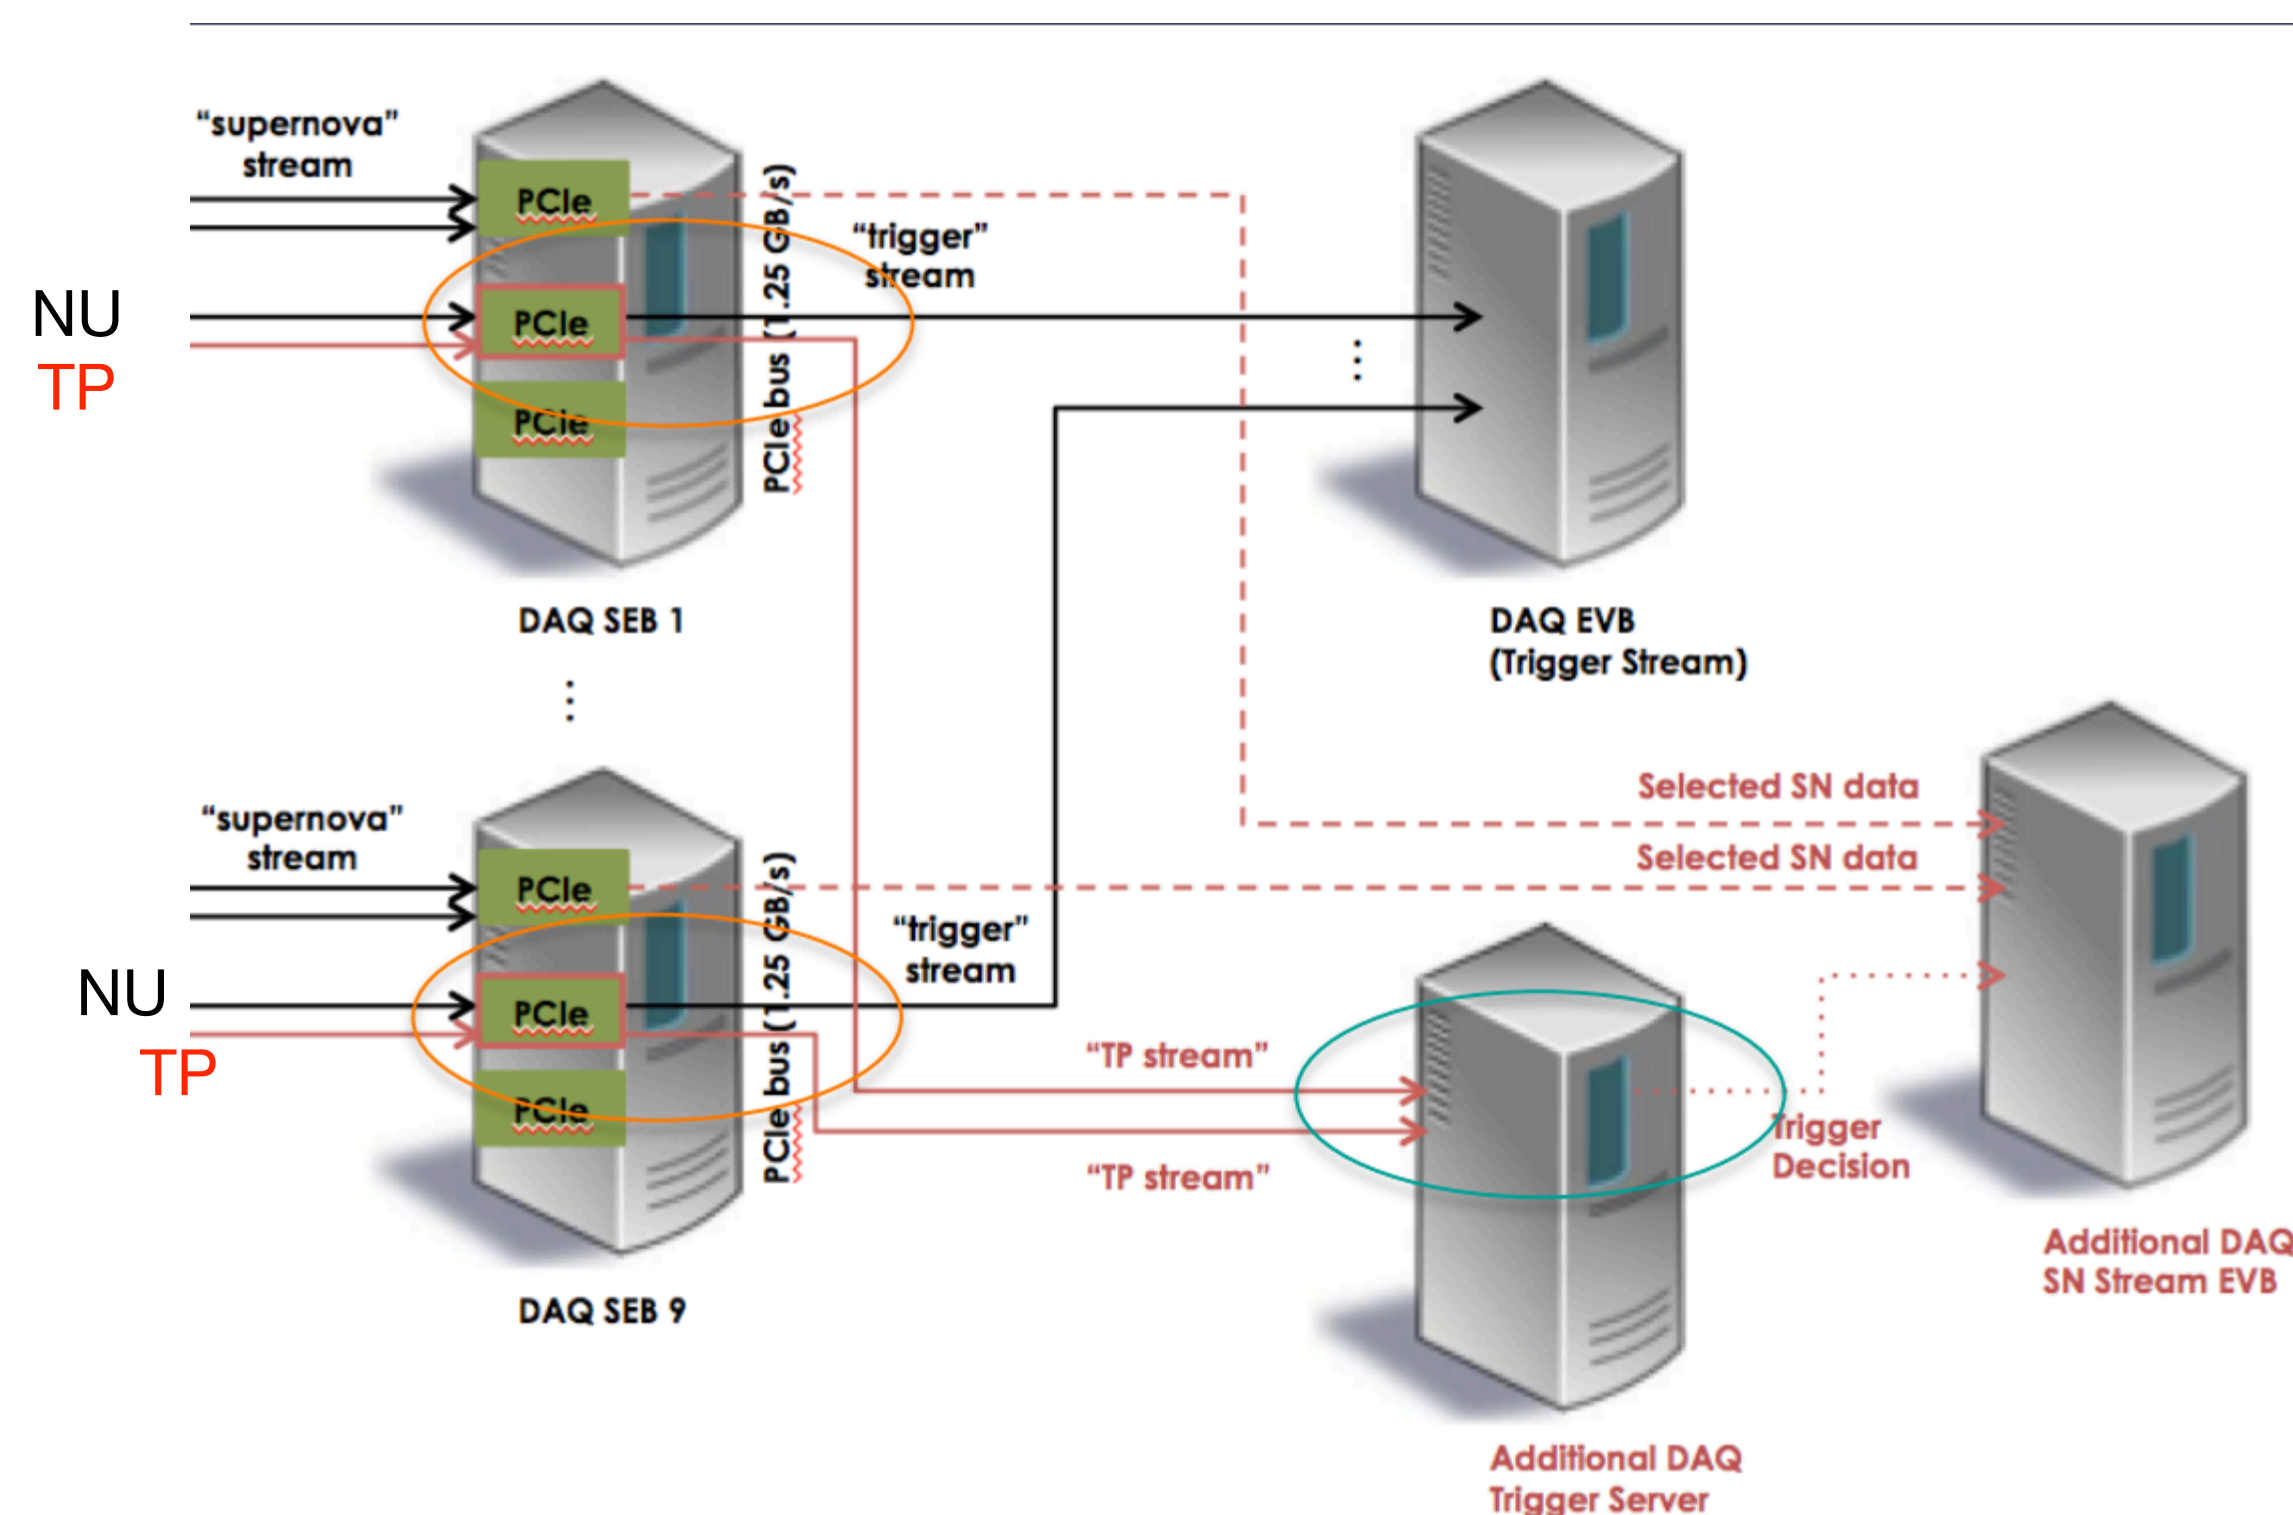 “supernova”
stream
PCIe
“trigger”
stream
NU
TP
PCIe
PCIe
PCIe bus (1.25 GB/s)
DAQ SEB 1
DAQ EVB
(Trigger Stream)
Selected SN data
Selected SN data
“supernova”
stream
PCIe
“trigger”
stream
NU
TP
PCIe
PCIe
PCIe bus (1.25 GB/s)
“TP stream”
“TP stream”
Trigger
Decision
DAQ SEB 9
Additional DAQ
SN Stream EVB
Additional DAQ
Trigger Server